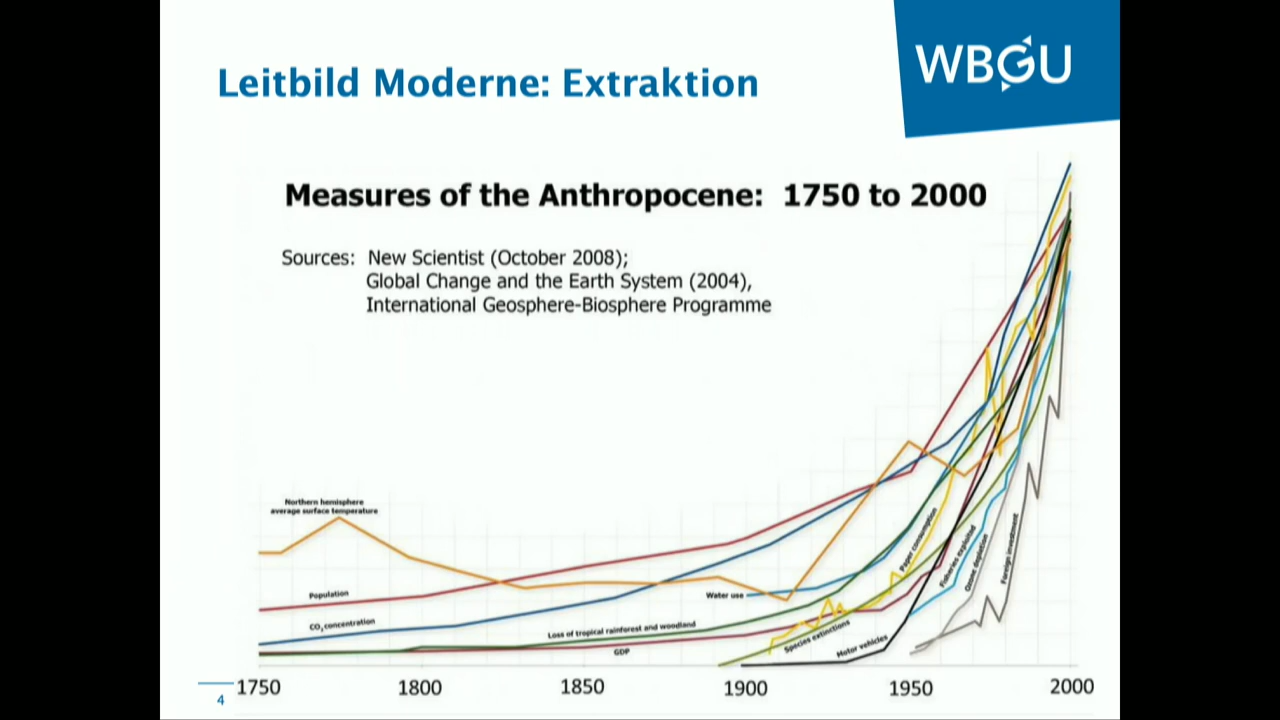 WBGU
Leitbild Moderne: Extraktion
Measures of the Anthropocene: 1750 to 2000
Sources: New Scientist (October 2008);
Global Change and the Earth System (2004),
International Geosphere-Biosphere Programme
Northern hemisphere
average surface temperature
Population
CO₂ concentration
Water use
Loss of tropical rainforest and woodland
GDP
Species extinctions
Motor vehicles
Paper consumption
Fisheries exploited
Ozone depletion
Foreign investment
1750 1800 1850 1900 1950 2000
4